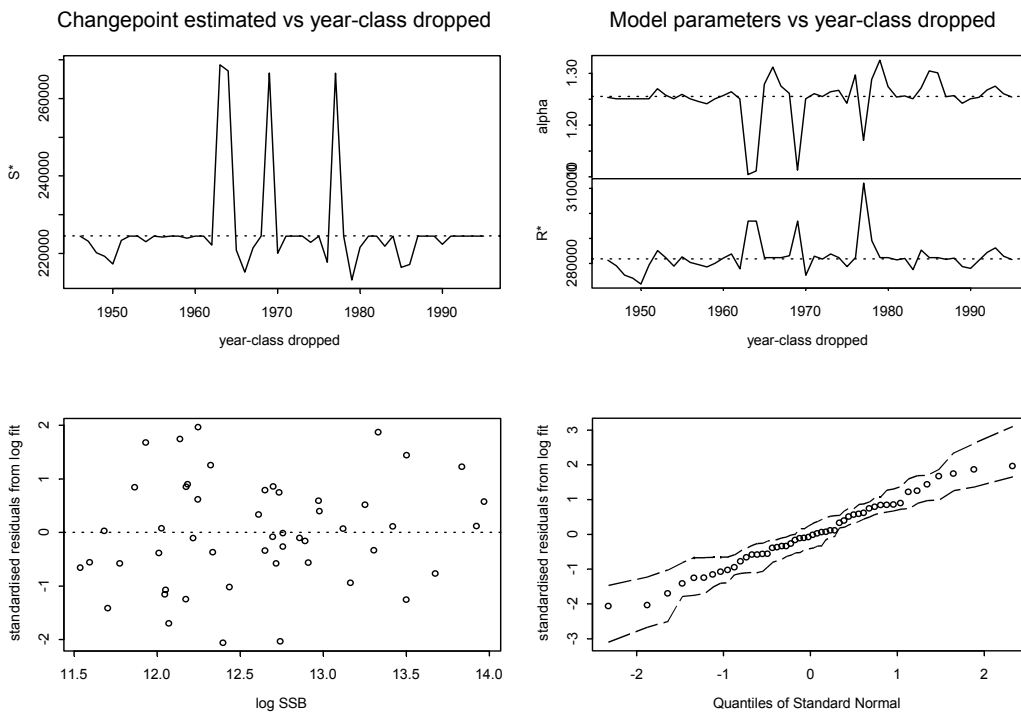 Changepoint estimated vs year-class dropped
Model parameters vs year-class dropped
260000
240000
220000
S*
1950 1960 1970 1980 1990
year-class dropped
1.30
1.20
alpha
310000
280000
R*
1950 1960 1970 1980 1990
year-class dropped
2
1
0
-1
-2
standardised residuals from log fit
11.5 12.0 12.5 13.0 13.5 14.0
log SSB
3
2
1
0
-1
-2
-3
standardised residuals from log fit
-2 -1 0 1 2
Quantiles of Standard Normal